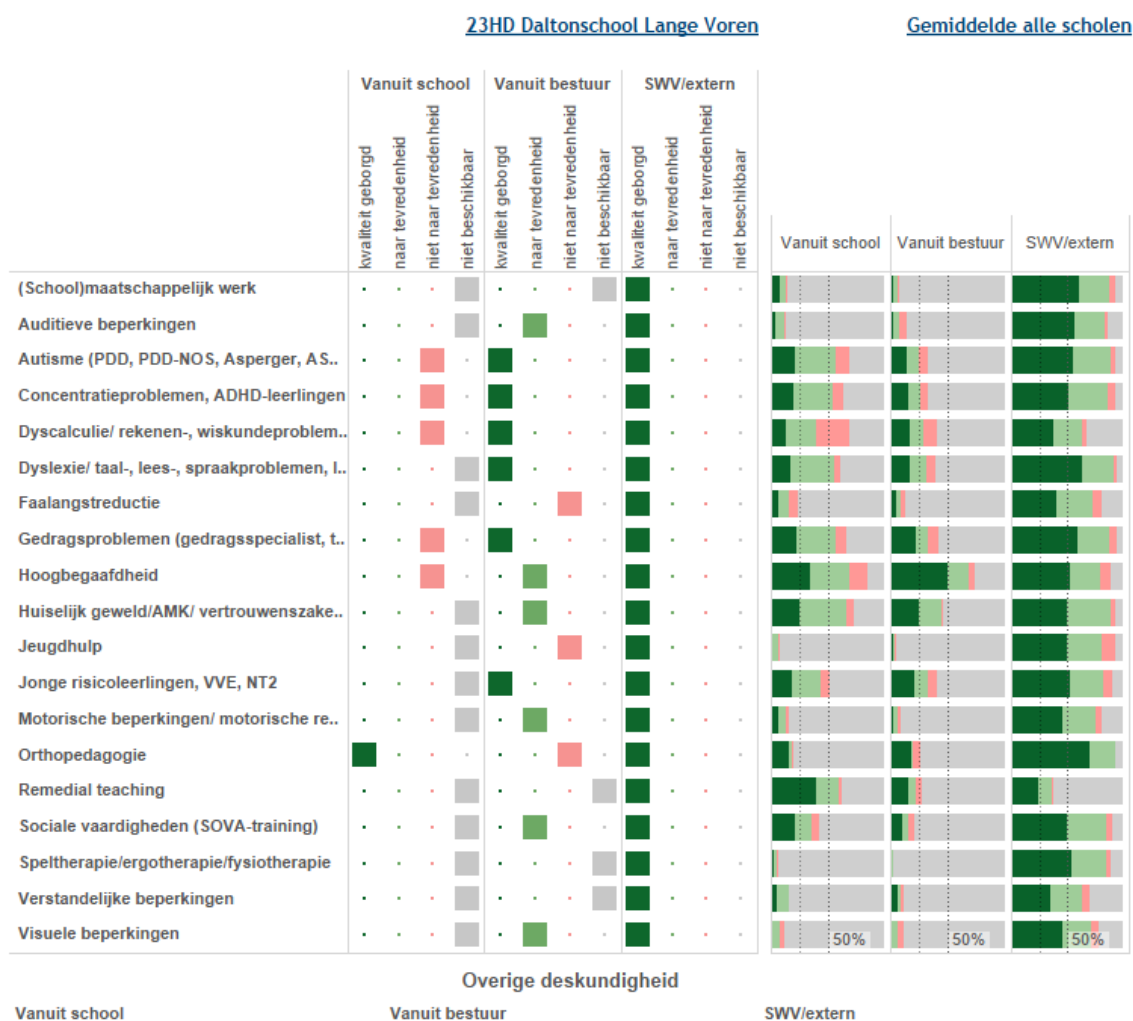 23HD Daltonschool Lange Voren
Gemiddelde alle scholen
Vanuit school
Vanuit bestuur
SWV/extern
kwaliteit geborgd
naar tevredenheid
niet naar tevredenheid
niet beschikbaar
kwaliteit geborgd
naar tevredenheid
niet naar tevredenheid
niet beschikbaar
kwaliteit geborgd
naar tevredenheid
niet naar tevredenheid
niet beschikbaar
Vanuit school
Vanuit bestuur
SWV/extern
(School)maatschappelijk werk
Auditieve beperkingen
Autisme (PDD, PDD-NOS, Asperger, AS..
Concentratieproblemen, ADHD-leerlingen
Dyscalculie/ rekenen-, wiskundeproblem..
Dyslexie/ taal-, lees-, spraakproblemen, l..
Faalangstreductie
Gedragsproblemen (gedragsspecialist, t..
Hoogbegaafdheid
Huiselijk geweld/AMK/ vertrouwenszake..
Jeugdhulp
Jonge risicoleerlingen, VVE, NT2
Motorische beperkingen/ motorische re..
Orthopedagogie
Remedial teaching
Sociale vaardigheden (SOVA-training)
Speltherapie/ergotherapie/fysiotherapie
Verstandelijke beperkingen
Visuele beperkingen
50%
50%
50%
Overige deskundigheid
Vanuit school
Vanuit bestuur
SWV/extern